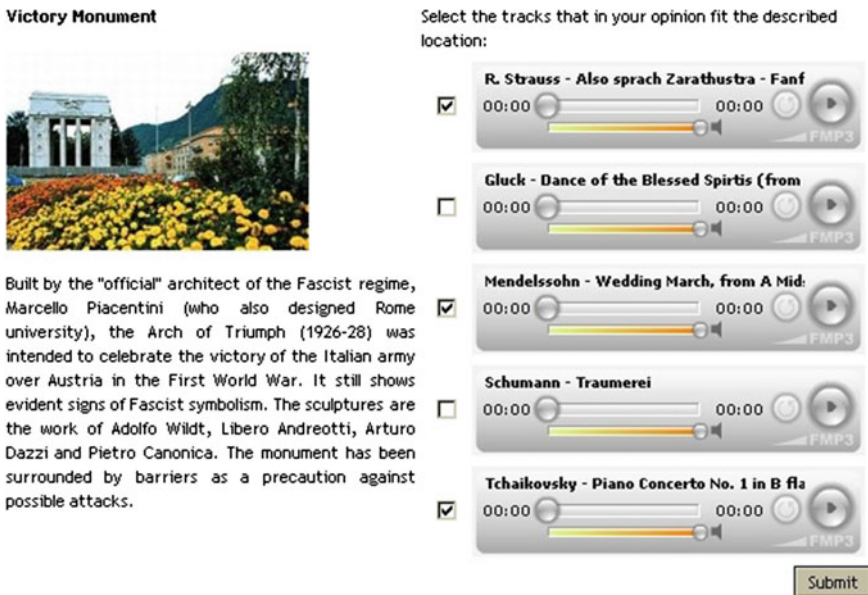 Victory Monument
Built by the "official" architect of the Fascist regime,
Marcello Piacentini (who also designed Rome
university), the Arch of Triumph (1926-28) was
intended to celebrate the victory of the Italian army
over Austria in the First World War. It still shows
evident signs of Fascist symbolism. The sculptures are
the work of Adolfo Wildt, Libero Andreotti, Arturo
Dazzi and Pietro Canonica. The monument has been
surrounded by barriers as a precaution against
possible attacks.
Select the tracks that in your opinion fit the described
location:
R. Strauss - Also sprach Zarathustra - Fanf
00:00 00:00
FMP3
Gluck - Dance of the Blessed Spirtis (from
00:00 00:00
FMP3
Mendelssohn - Wedding March, from A Mid:
00:00 00:00
FMP3
Schumann - Traumerei
00:00 00:00
FMP3
Tchaikovsky - Piano Concerto No. 1 in B fla
00:00 00:00
FMP3
Submit